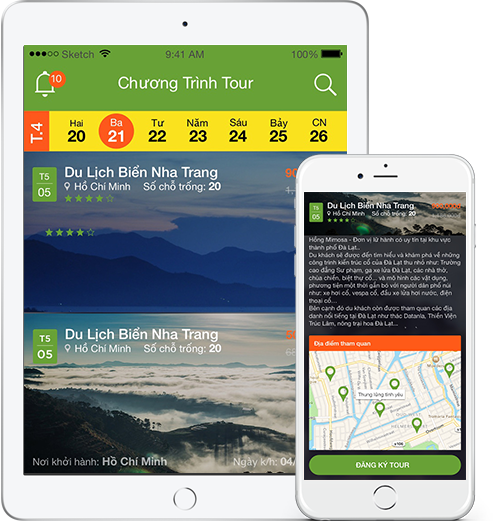 Sketch 9:41 AM 100%
10
Chương Trình Tour
T.4 Hai 20 Ba 21 Tư 22 Năm 23 Sáu 24 Bảy 25 CN 26
T5 05
Du Lịch Biển Nha Trang
Hồ Chí Minh Số chỗ trống: 20
T5 05
Du Lịch Biển Nha Trang
Hồ Chí Minh Số chỗ trống: 20
Nơi khởi hành: Hồ Chí Minh Ngày k/h: 04/
T5 05
Du Lịch Biển Nha Trang
Hồ Chí Minh Số chỗ trống: 20
Hồng Mimosa - Đơn vị lữ hành có uy tín tại khu vực
thành phố Đà Lạt..
Du khách sẽ được đến tìm hiểu và khám phá về những
công trình kiến trúc cổ của Đà Lạt thu nhỏ như: Trường
cao đẳng Sư phạm, ga xe lửa Đà Lạt, các nhà thờ,
chùa chiền, biệt thự cổ... và mô hình các vật dụng,
phương tiện một thời gắn bó với người dân phố núi
như: xe hơi cổ, vespa cổ, đầu xe lửa hơi nước, điện
thoại cổ...
Bên cạnh đó du khách còn được tham quan các địa
danh nổi tiếng tại Đà Lạt như thác Datanla, Thiền Viện
Trúc Lâm, nông trại hoa Đà Lạt...
Địa điểm tham quan
Thung lũng tình yêu
ĐĂNG KÝ TOUR